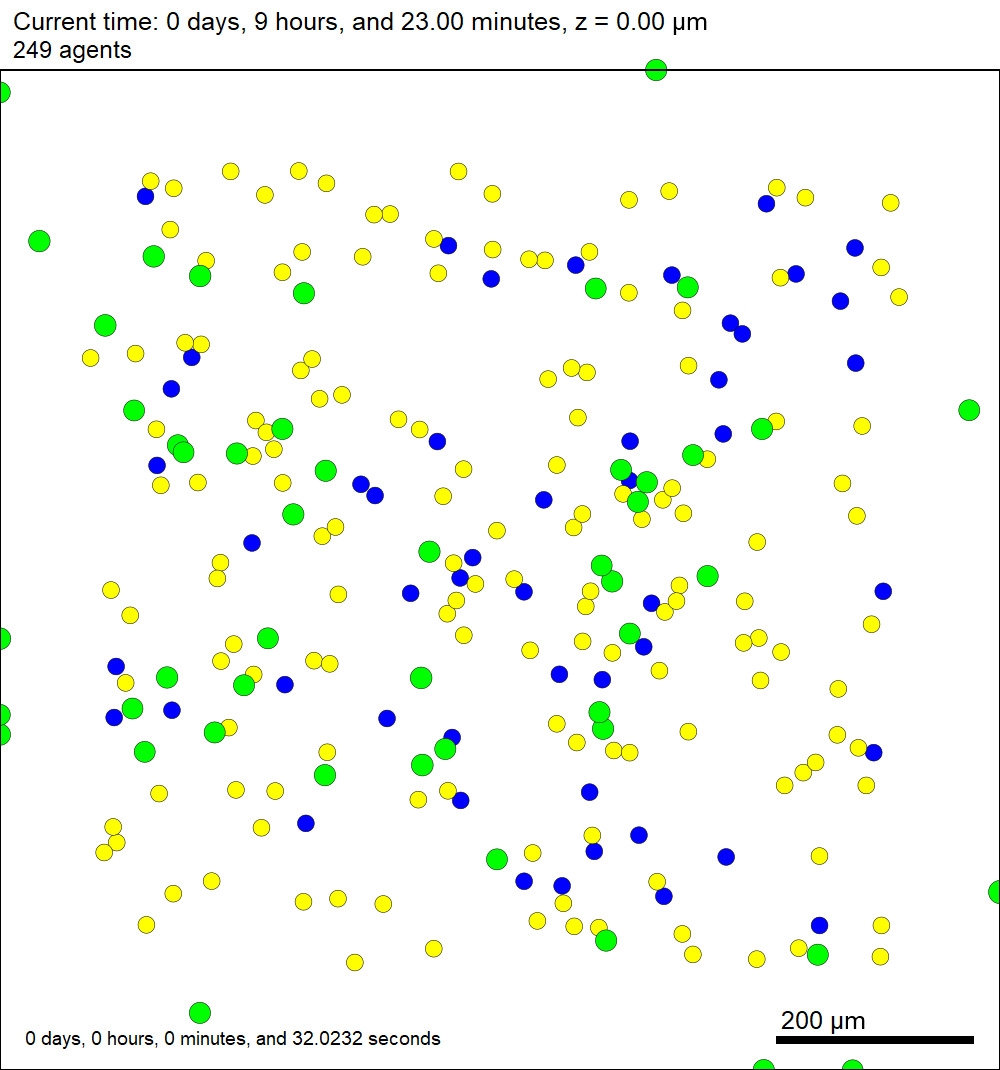 Current time: 0 days, 9 hours, and 23.00 minutes, z = 0.00 μm
249 agents
200 μm
0 days, 0 hours, 0 minutes, and 32.0232 seconds